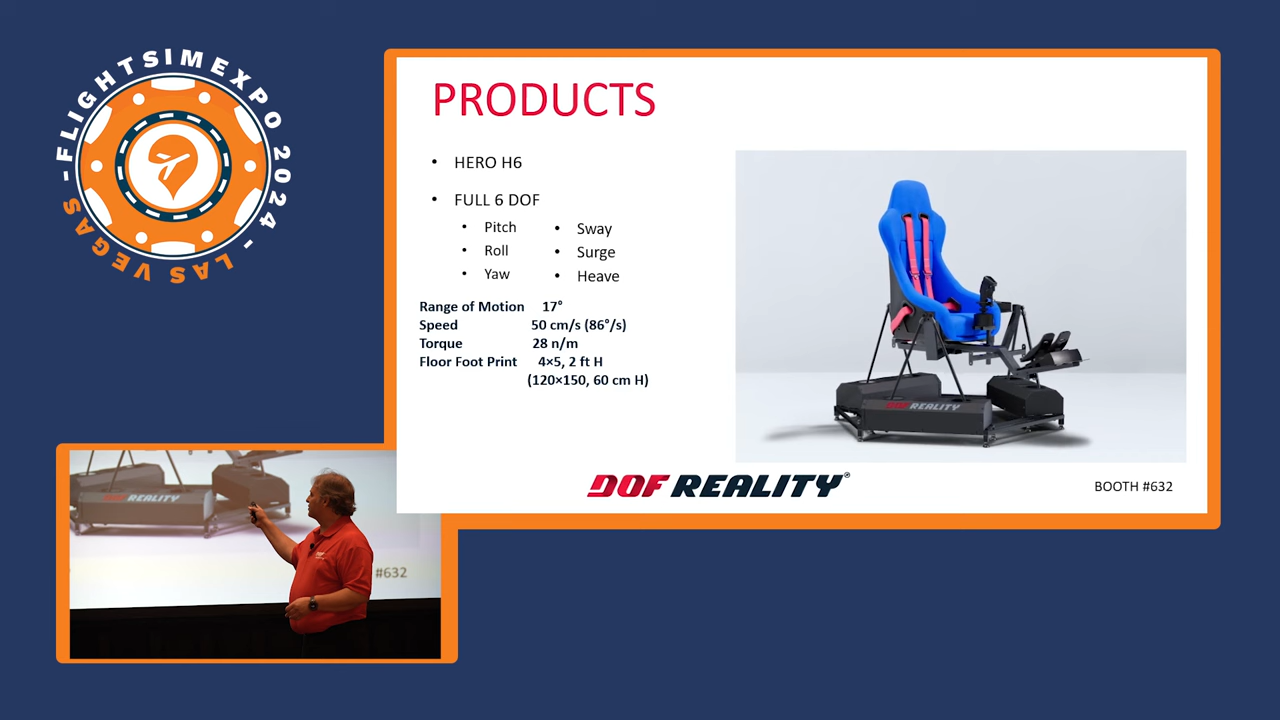 FLIGHTSIMEXPO 2024 -
LAS VEGAS -
PRODUCTS
• HERO H6
• FULL 6 DOF
• Pitch • Sway
• Roll • Surge
• Yaw • Heave
Range of Motion 17°
Speed 50 cm/s (86°/s)
Torque 28 n/m
Floor Foot Print 4×5, 2 ft H
(120×150, 60 cm H)
DOF REALITY
DOF REALITY®
BOOTH #632
DOF REALITY
#632